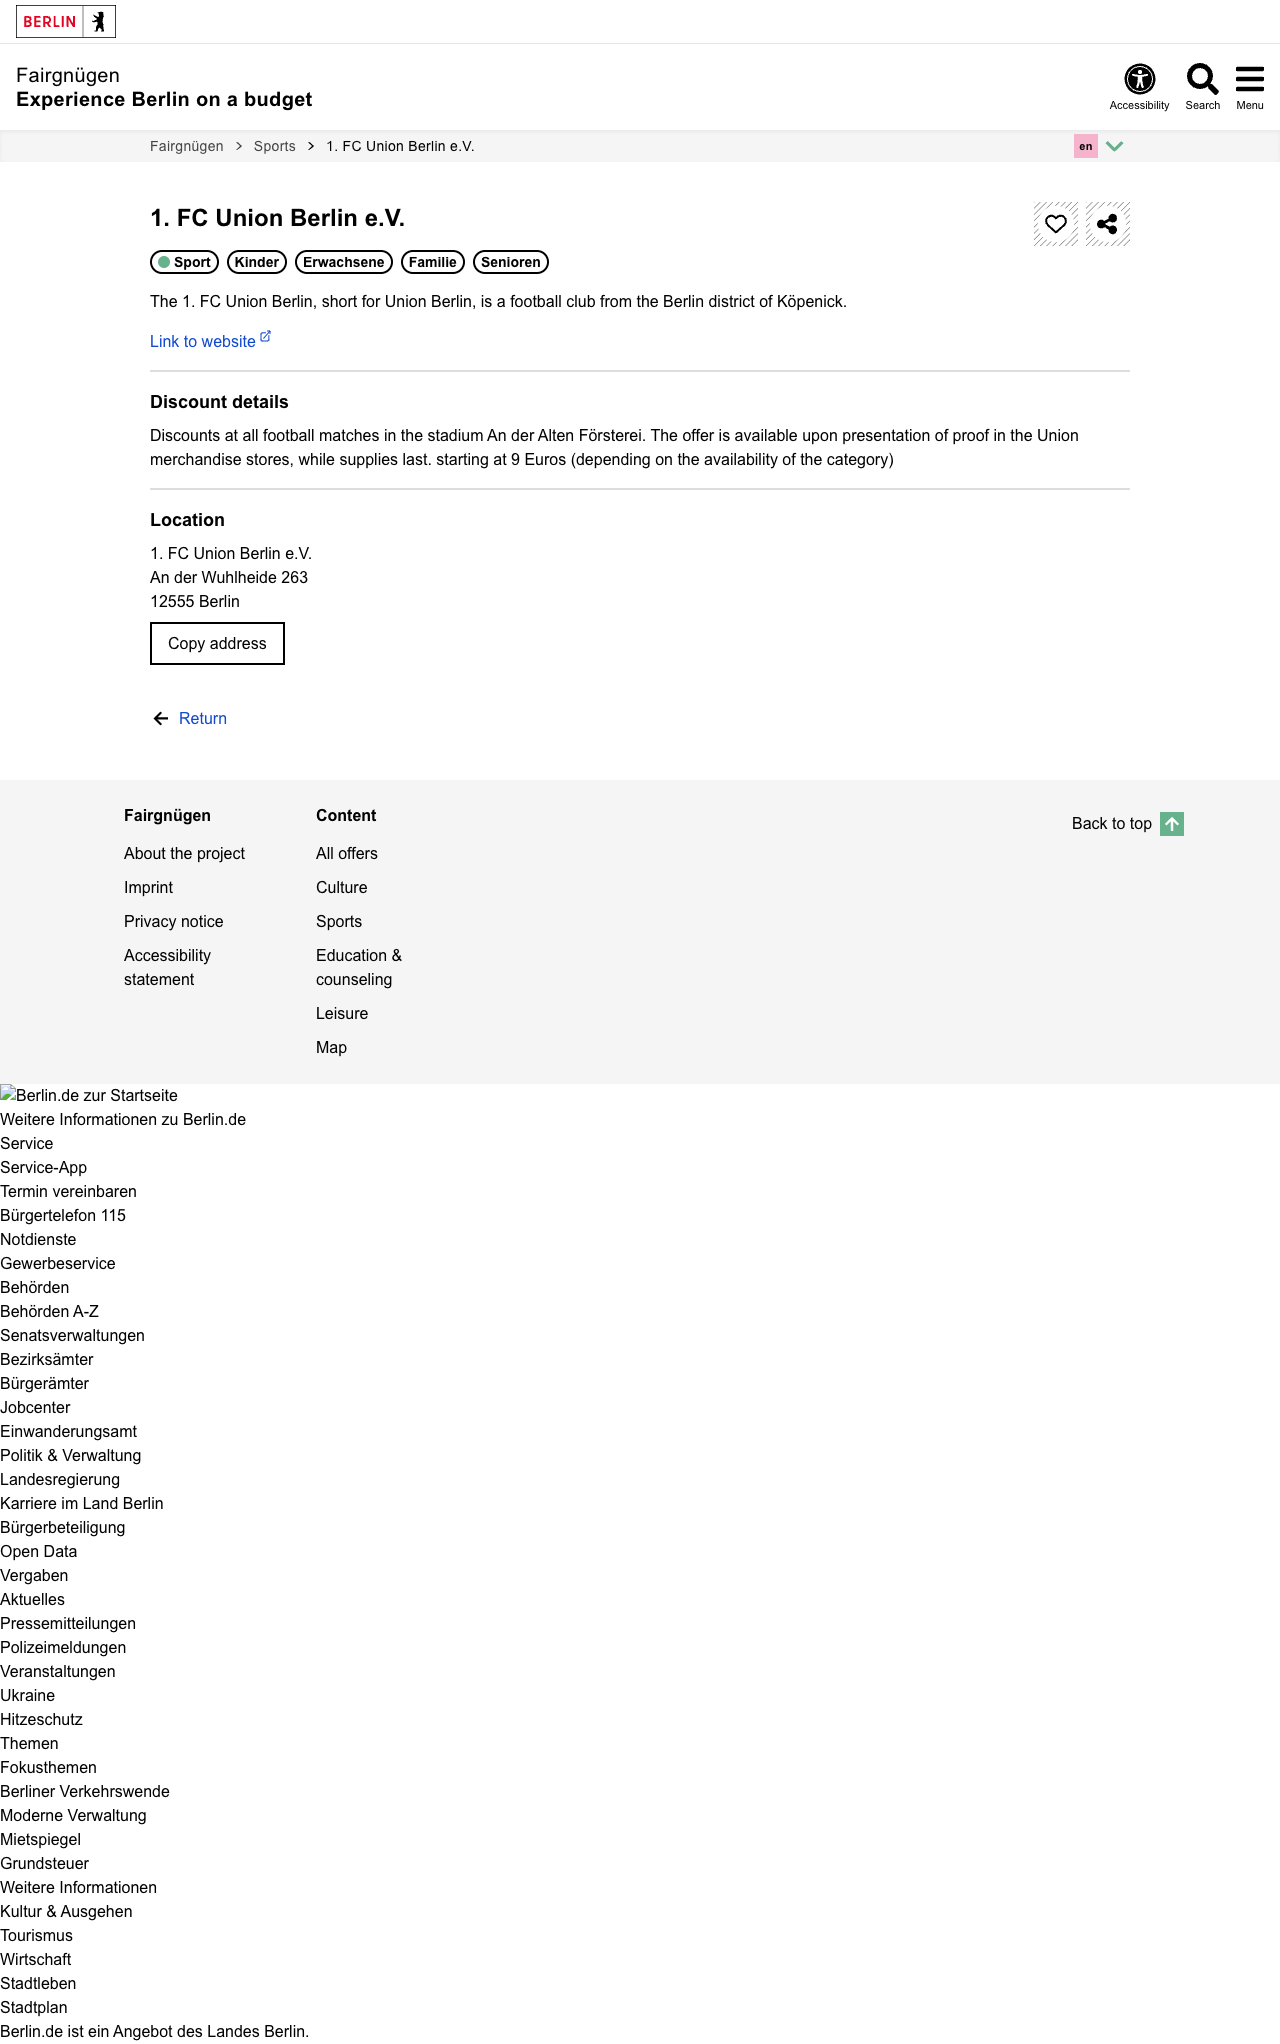 BERLIN
Fairgnügen
Experience Berlin on a budget
Accessibility
Search
Menu
Fairgnügen
Sports
1. FC Union Berlin e.V.
en
1. FC Union Berlin e.V.
Sport
Kinder
Erwachsene
Familie
Senioren
The 1. FC Union Berlin, short for Union Berlin, is a football club from the Berlin district of Köpenick.
Link to website
Discount details
Discounts at all football matches in the stadium An der Alten Försterei. The offer is available upon presentation of proof in the Union
merchandise stores, while supplies last. starting at 9 Euros (depending on the availability of the category)
Location
1. FC Union Berlin e.V.
An der Wuhlheide 263
12555 Berlin
Copy address
Return
Fairgnügen
About the project
Imprint
Privacy notice
Accessibility
statement
Content
All offers
Culture
Sports
Education &
counseling
Leisure
Map
Back to top
Berlin.de zur Startseite
Weitere Informationen zu Berlin.de
Service
Service-App
Termin vereinbaren
Bürgertelefon 115
Notdienste
Gewerbeservice
Behörden
Behörden A-Z
Senatsverwaltungen
Bezirksämter
Bürgerämter
Jobcenter
Einwanderungsamt
Politik & Verwaltung
Landesregierung
Karriere im Land Berlin
Bürgerbeteiligung
Open Data
Vergaben
Aktuelles
Pressemitteilungen
Polizeimeldungen
Veranstaltungen
Ukraine
Hitzeschutz
Themen
Fokusthemen
Berliner Verkehrswende
Moderne Verwaltung
Mietspiegel
Grundsteuer
Weitere Informationen
Kultur & Ausgehen
Tourismus
Wirtschaft
Stadtleben
Stadtplan
Berlin.de ist ein Angebot des Landes Berlin.